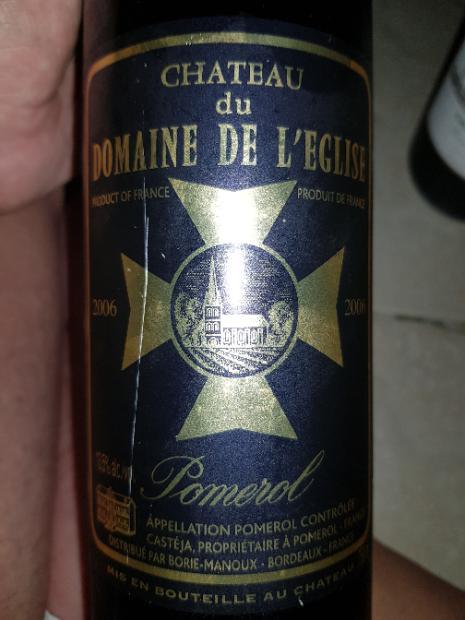 CHATEAU
du
DOMAINE DE L'EGLISE
PRODUCT OF FRANCE
PRODUIT DE FRANCE
2006
2006
Pomerol
APPELLATION POMEROL CONTRÔLÉE
CASTÉJA, PROPRIÉTAIRE À POMEROL - FRANCE
DISTRIBUÉ PAR BORIE-MANOUX - BORDEAUX - FRANCE
MIS EN BOUTEILLE AU CHATEAU